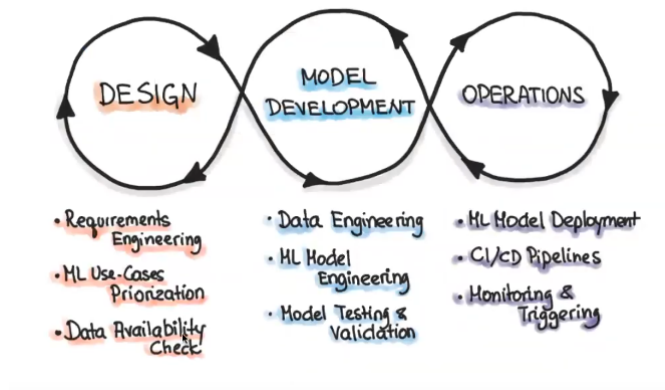 DESIGN
MODEL
DEVELOPMENT
OPERATIONS
• Requirements
Engineering
• ML Use-Cases
Priorization
• Data Availability
Check
• Data Engineering
• ML Model
Engineering
• Model Testing &
Validation
• ML Model Deployment
• CI/CD Pipelines
• Monitoring &
Triggering